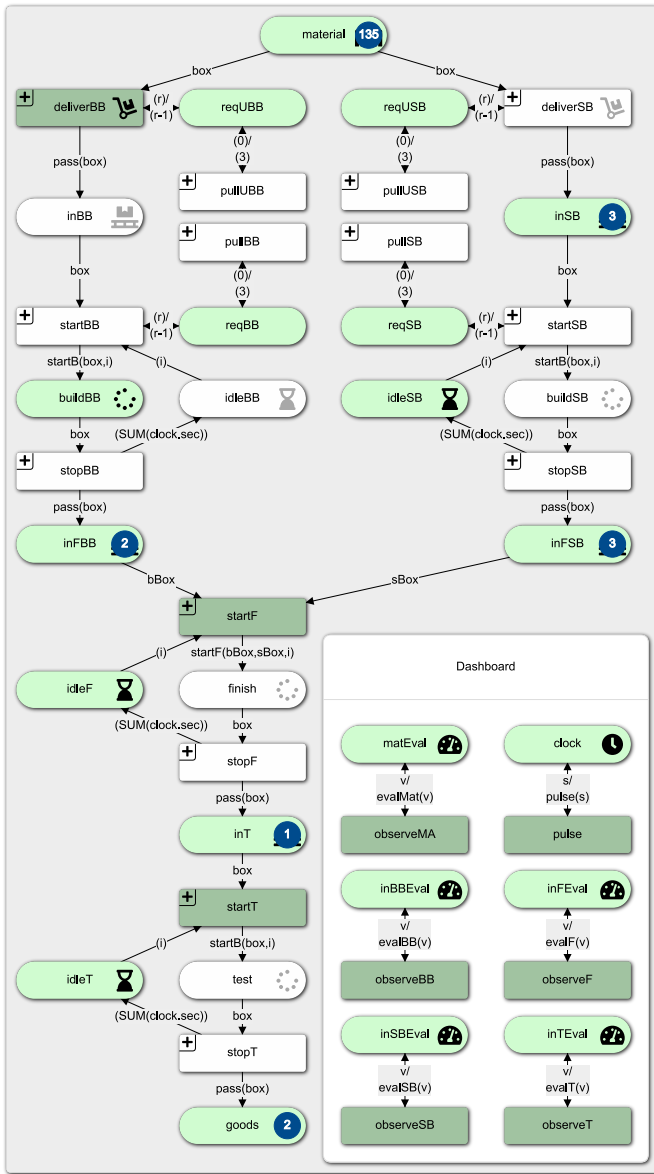 material 135
box box
deliverBB (r)/ (r-1) reqUBB reqUSB (r)/ (r-1) deliverSB
pass(box) (0)/ (3) (0)/ (3) pass(box)
inBB pullUBB pullUSB inSB 3
pullBB pullSB
box (0)/ (3) (0)/ (3) box
startBB (r)/ (r-1) reqBB reqSB (r)/ (r-1) startSB
startB(box,i) (i) (i) startB(box,i)
buildBB idleBB idleSB buildSB
box (SUM(clock.sec)) (SUM(clock.sec)) box
stopBB stopSB
pass(box) pass(box)
inFBB 2 inFSB 3
bBox sBox
startF
(i) startF(bBox,sBox,i)
idleF finish
(SUM(clock.sec)) box
stopF
pass(box)
inT 1
box
startT
(i) startB(box,i)
idleT test
(SUM(clock.sec)) box
stopT
pass(box)
goods 2
Dashboard
matEval clock
v/ s/
evalMat(v) pulse(s)
observeMA pulse
inBBEval inFEval
v/ v/
evalBB(v) evalF(v)
observeBB observeF
inSBEval inTEval
v/ v/
evalSB(v) evalT(v)
observeSB observeT